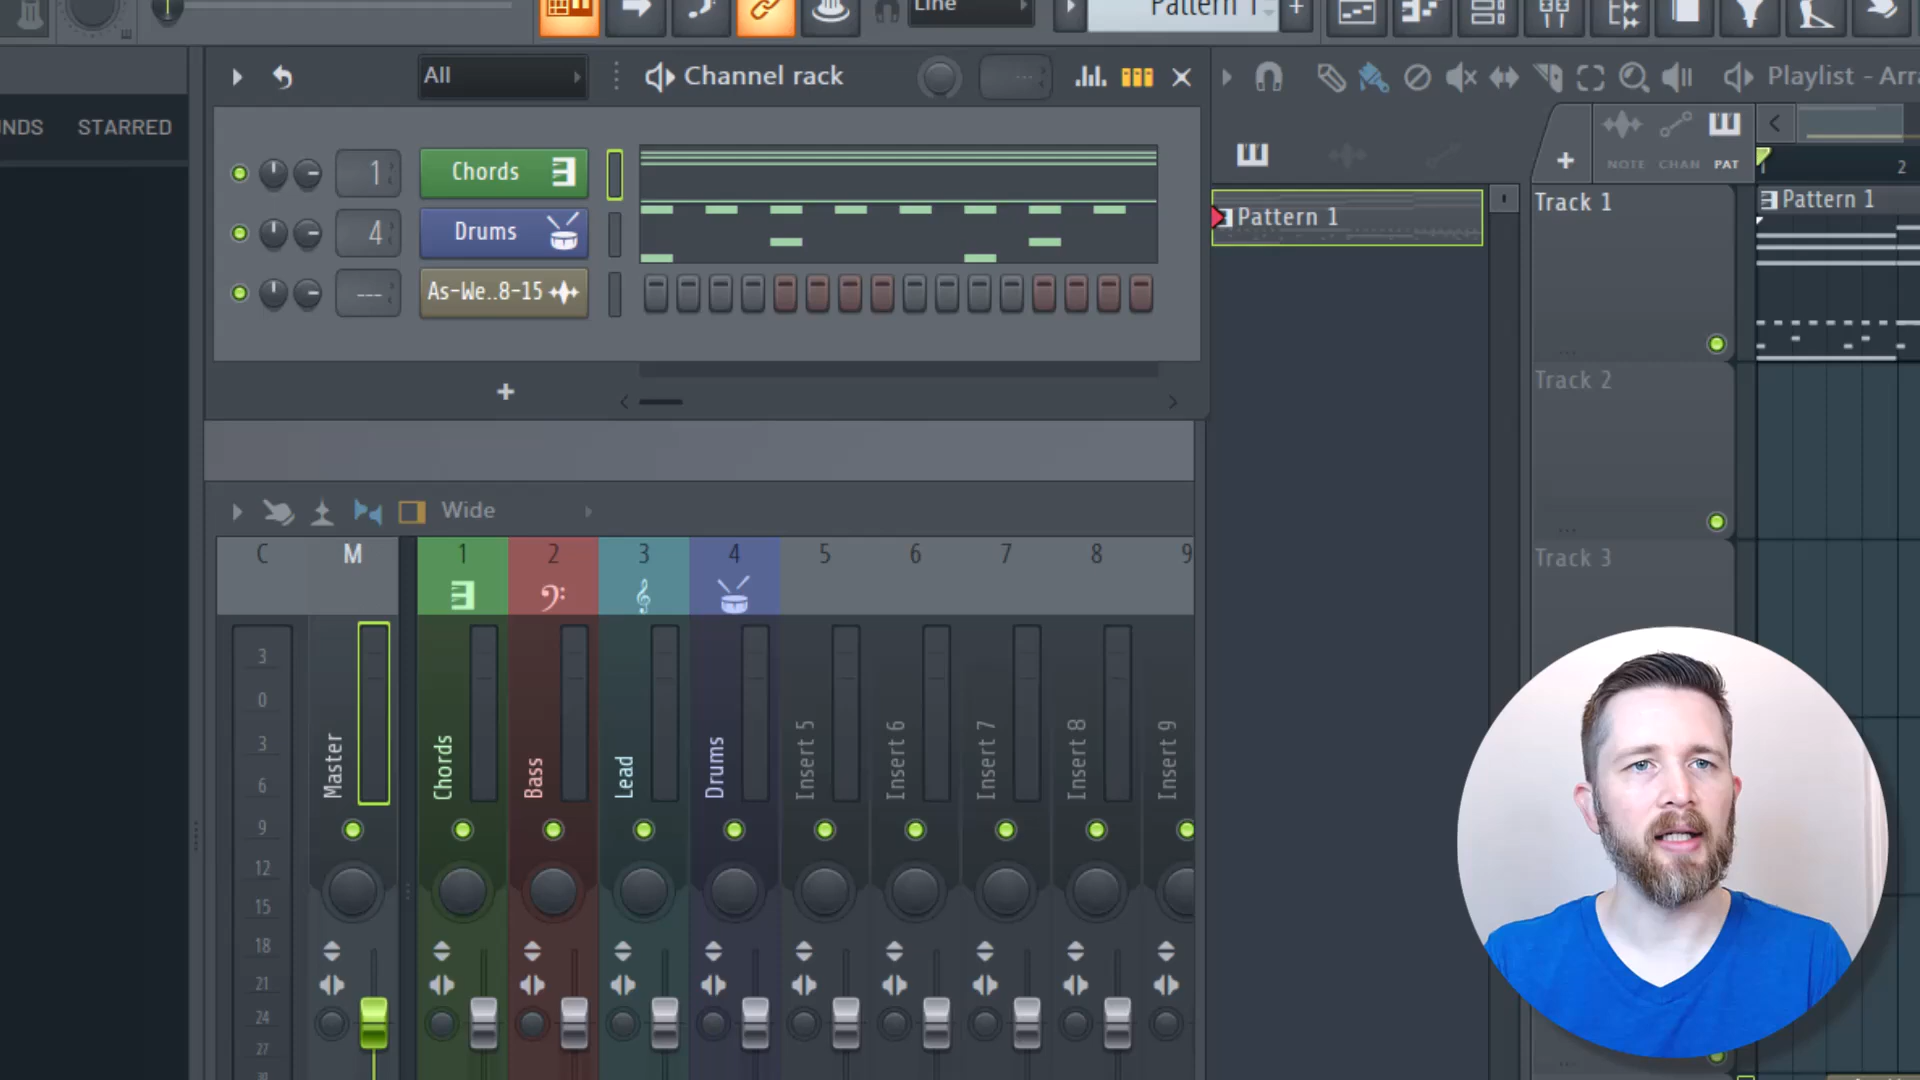 Line
Pattern 1
+
All
Channel rack
---
Playlist - Arra
NDS STARRED
NOTE CHAN PAT
2
1 Chords
4 Drums
--- As-We..8-15
+
Pattern 1
Track 1
Pattern 1
Track 2
Track 3
Wide
C M 1 2 3 4 5 6 7 8 9
3
0
3
6
9
12
15
18
21
24
27
Master
Chords
Bass
Lead
Drums
Insert 5
Insert 6
Insert 7
Insert 8
Insert 9